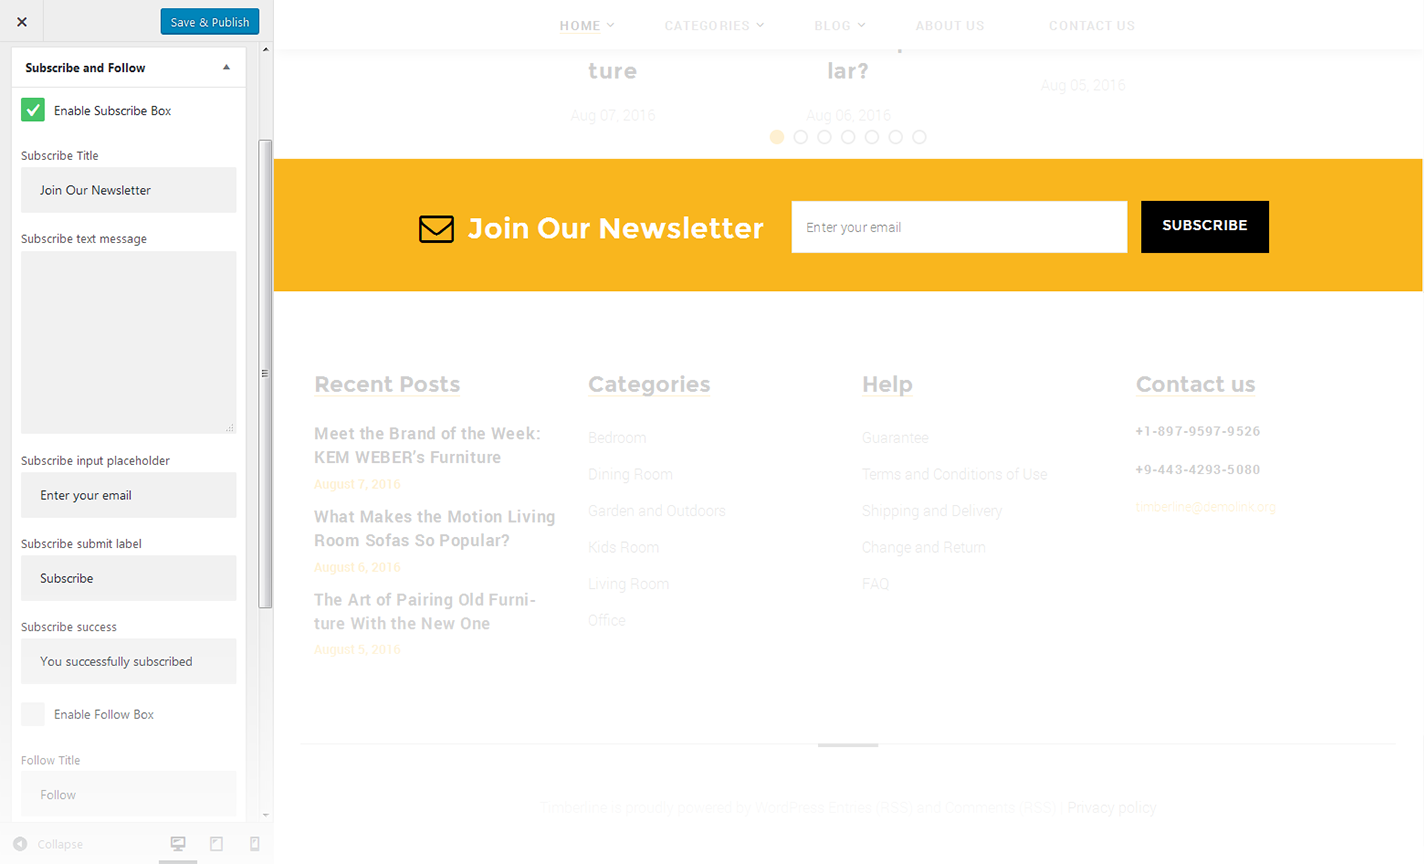 Save & Publish
Subscribe and Follow
Enable Subscribe Box
Subscribe Title
Join Our Newsletter
Subscribe text message
Subscribe input placeholder
Enter your email
Subscribe submit label
Subscribe
Subscribe success
You successfully subscribed
Enable Follow Box
Follow Title
Follow
Collapse
HOME CATEGORIES BLOG ABOUT US CONTACT US
ture
Aug 07, 2016
lar?
Aug 06, 2016
Aug 05, 2016
Join Our Newsletter
Enter your email
SUBSCRIBE
Recent Posts
Meet the Brand of the Week:
KEM WEBER’s Furniture
August 7, 2016
What Makes the Motion Living
Room Sofas So Popular?
August 6, 2016
The Art of Pairing Old Furni-
ture With the New One
August 5, 2016
Categories
Bedroom
Dining Room
Garden and Outdoors
Kids Room
Living Room
Office
Help
Guarantee
Terms and Conditions of Use
Shipping and Delivery
Change and Return
FAQ
Contact us
+1-897-9597-9526
+9-443-4293-5080
timberline@demolink.org
Timberline is proudly powered by WordPress Entries (RSS) and Comments (RSS) | Privacy policy